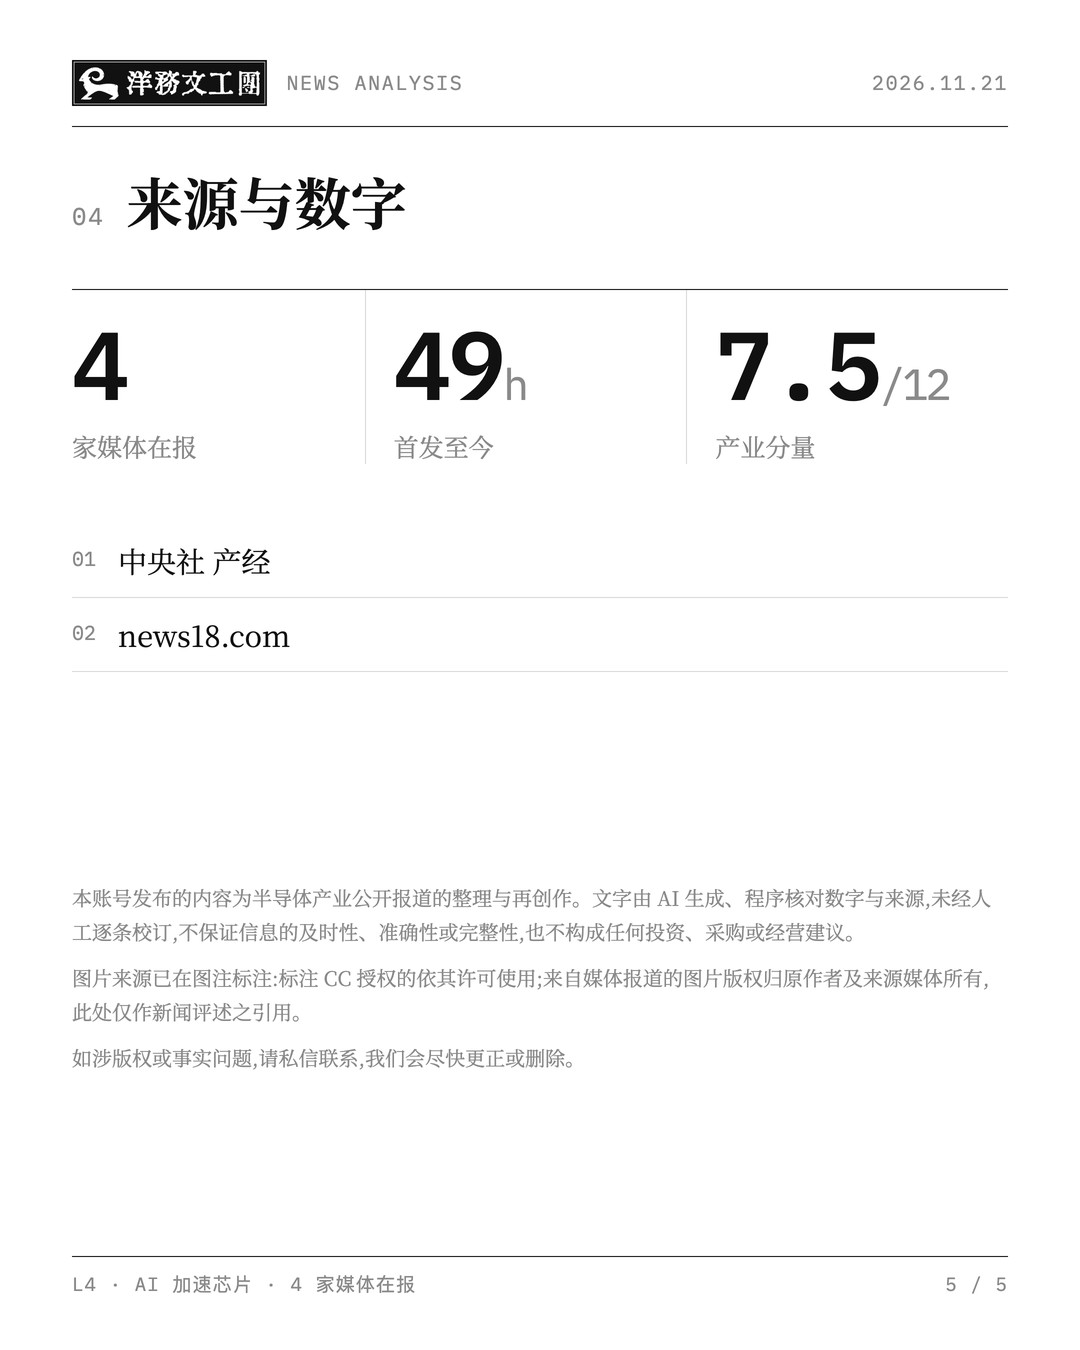 洋務文工團 NEWS ANALYSIS 2026.11.21
04 来源与数字
4 49h 7.5/12
家媒体在报 首发至今 产业分量
01 中央社 产经
02 news18.com
本账号发布的内容为半导体产业公开报道的整理与再创作。文字由 AI 生成、程序核对数字与来源,未经人
工逐条校订,不保证信息的及时性、准确性或完整性,也不构成任何投资、采购或经营建议。
图片来源已在图注标注:标注 CC 授权的依其许可使用;来自媒体报道的图片版权归原作者及来源媒体所有,
此处仅作新闻评述之引用。
如涉版权或事实问题,请私信联系,我们会尽快更正或删除。
L4 · AI 加速芯片 · 4 家媒体在报 5 / 5